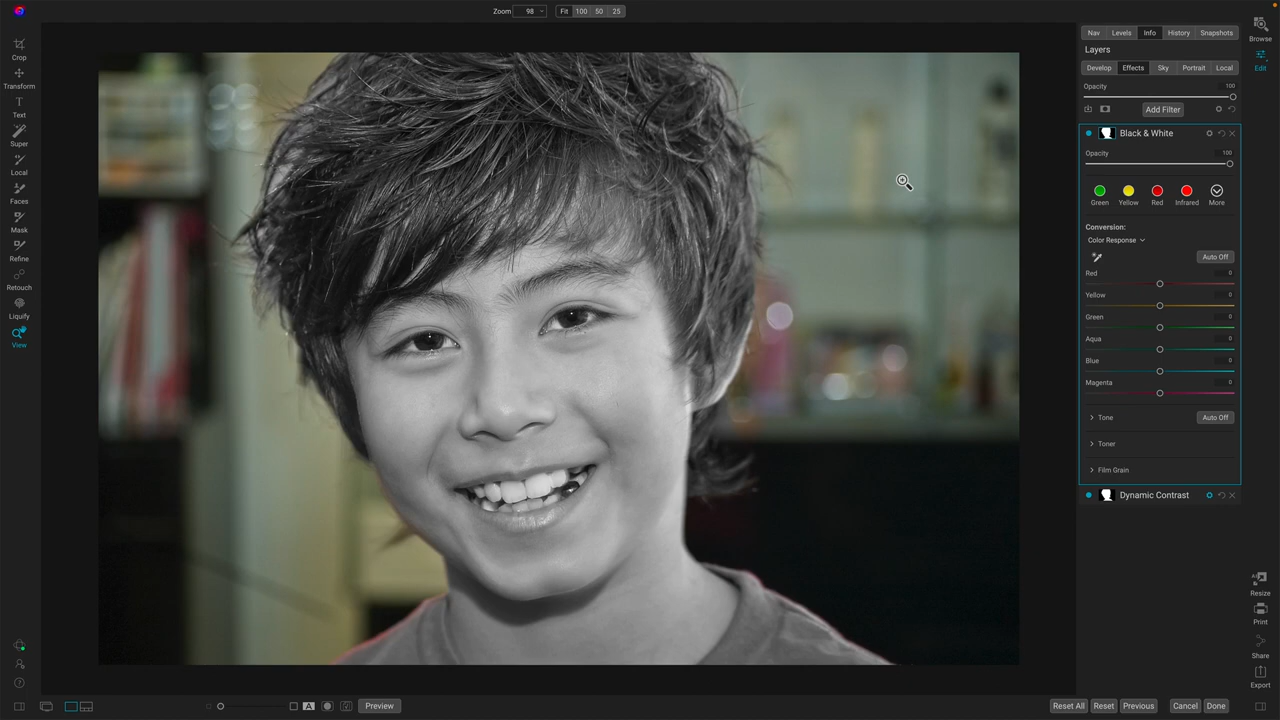 Zoom 98 Fit 100 50 25
Crop
Transform
Text
Super
Local
Faces
Mask
Refine
Retouch
Liquify
View
Nav Levels Info History Snapshots
Layers
Develop Effects Sky Portrait Local
Opacity 100
Add Filter
Black & White
Opacity 100
Green Yellow Red Infrared More
Conversion:
Color Response
Auto Off
Red 0
Yellow 0
Green 0
Aqua 0
Blue 0
Magenta 0
Tone Auto Off
Toner
Film Grain
Dynamic Contrast
Browse
Edit
Resize
Print
Share
Export
A Preview
Reset All Reset Previous Cancel Done